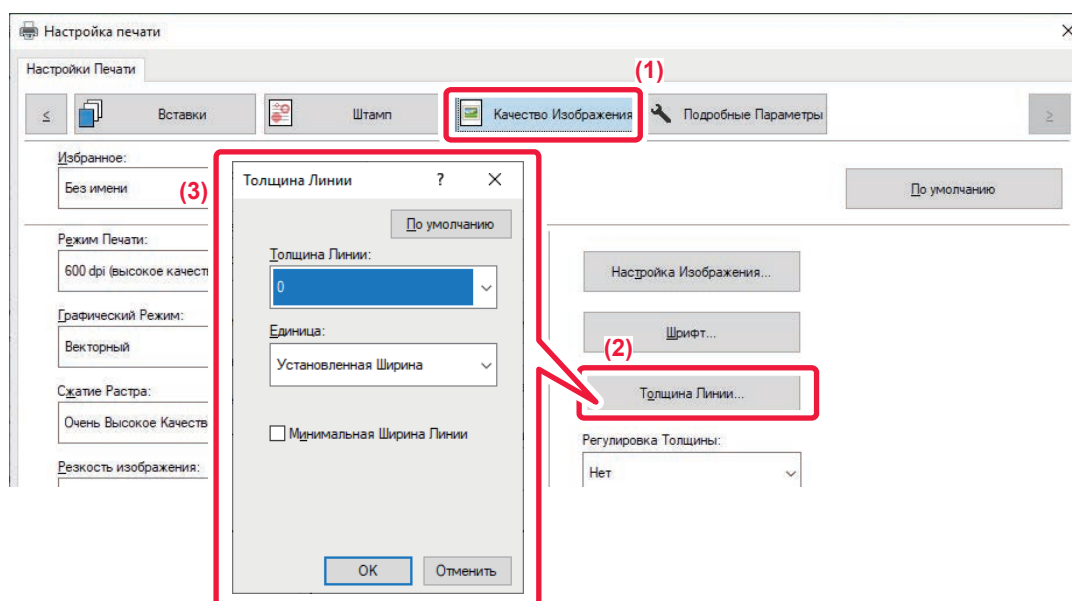 Настройка печати
Настройки Печати
(1)
≤
Вставки
Штамп
Качество Изображения
Подробные Параметры
≥
Избранное:
Без имени
По умолчанию
(3)
Толщина Линии
?
По умолчанию
Толщина Линии:
0
Единица:
Установленная Ширина
Минимальная Ширина Линии
OK
Отменить
Режим Печати:
600 dpi (высокое качест
Графический Режим:
Векторный
Сжатие Растра:
Очень Высокое Качеств
Резкость изображения:
Настройка Изображения...
Шрифт...
(2)
Толщина Линии...
Регулировка Толщины:
Нет